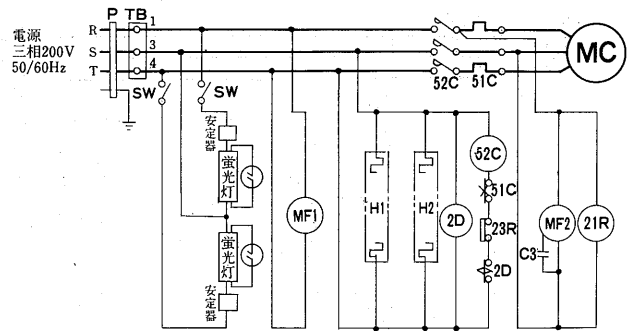 P
TB
電源
三相200V
50/60Hz
R
S
T
1
3
4
SW
SW
52C
51C
MC
安定器
蛍光灯
蛍光灯
安定器
MF1
H1
H2
2D
52C
51C
23R
2D
C3
MF2
21R